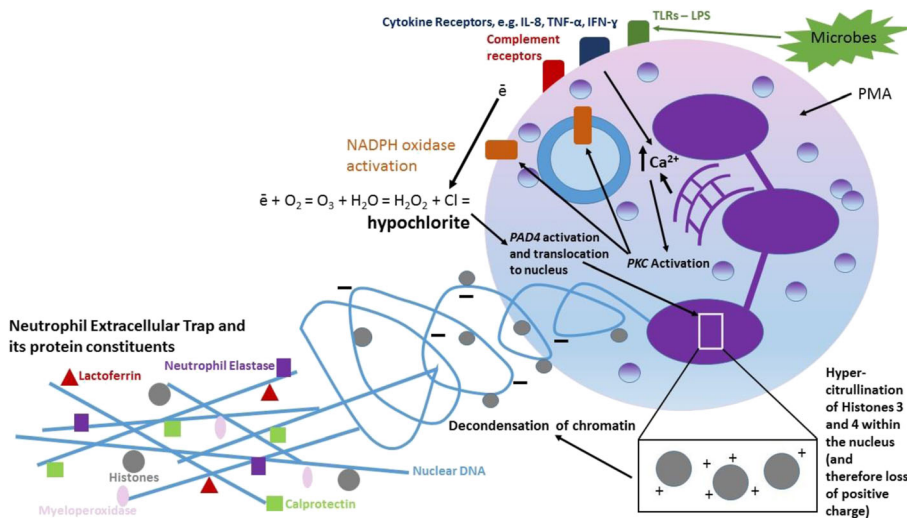 Cytokine Receptors, e.g. IL-8, TNF-α, IFN-ɣ
TLRs – LPS
Microbes
Complement
receptors
ē
PMA
NADPH oxidase
activation
Ca²⁺
ē + O₂ = O₃ + H₂O = H₂O₂ + Cl =
hypochlorite
PAD4 activation
and translocation
to nucleus
PKC Activation
Neutrophil Extracellular Trap and
its protein constituents
Lactoferrin
Neutrophil Elastase
Histones
Myeloperoxidase
Nuclear DNA
Calprotectin
Decondensation of chromatin
Hyper-
citrullination
of Histones 3
and 4 within
the nucleus
(and
therefore loss
of positive
charge)